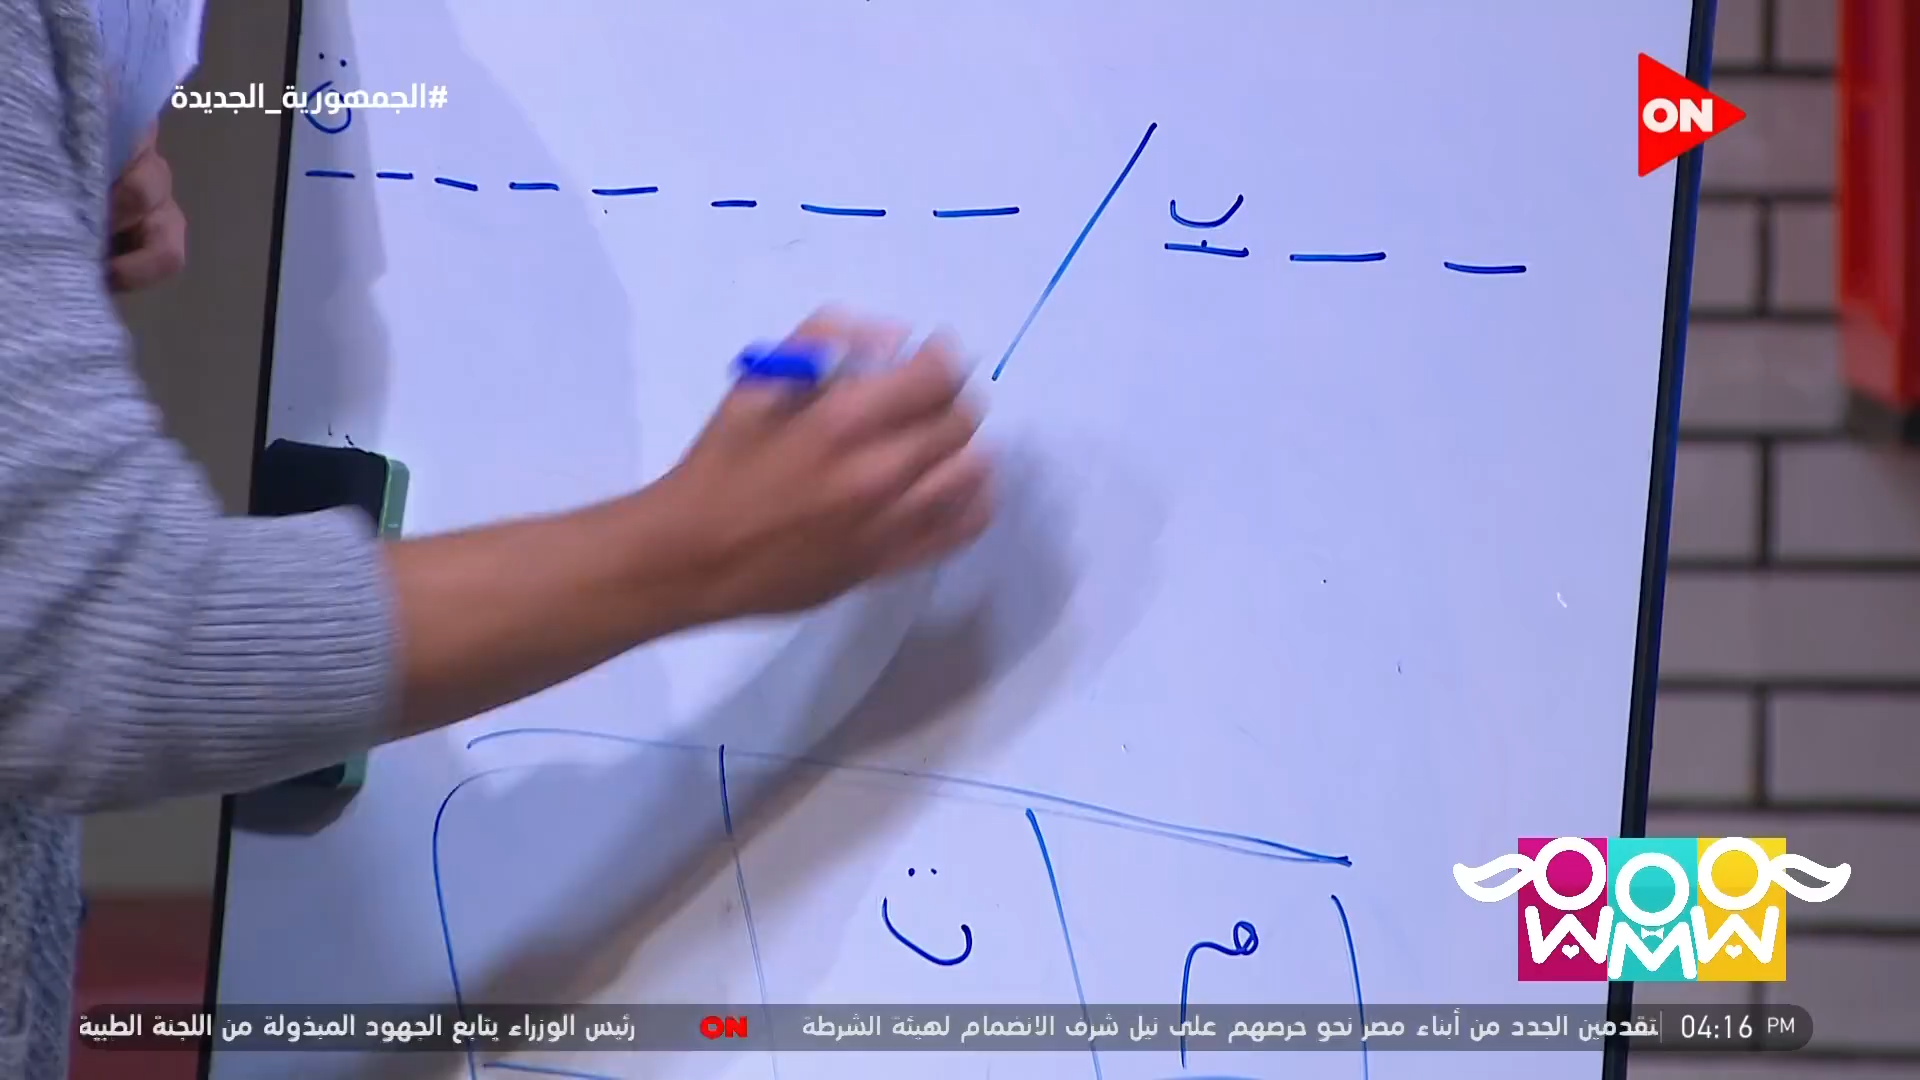 #الجمهورية_الجديدة
ON
ب
ت م
رئيس الوزراء يتابع الجهود المبذولة من اللجنة الطبية ON تقدمين الجدد من أبناء مصر نحو حرصهم على نيل شرف الانضمام لهيئة الشرطة
04:16 PM